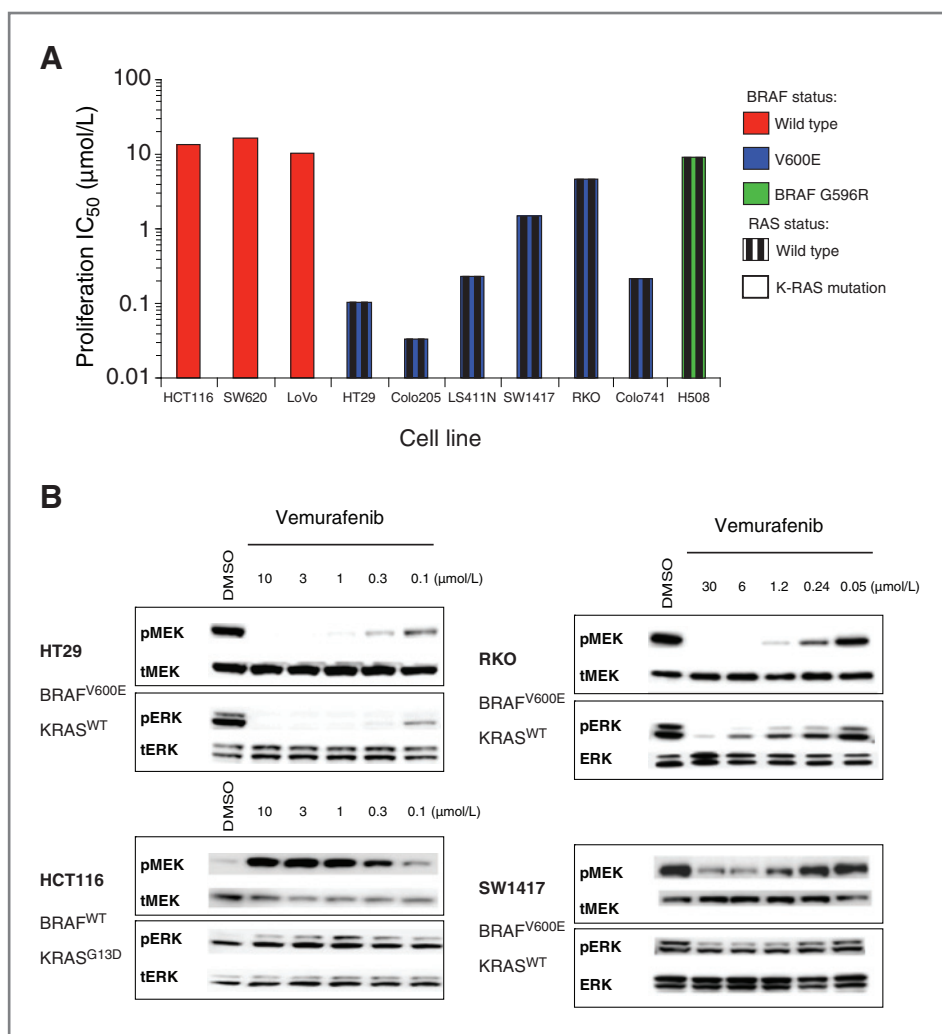 A
Proliferation IC50 (µmol/L)
100
10
1
0.1
0.01
HCT116 SW620 LoVo HT29 Colo205 LS411N SW1417 RKO Colo741 H508
Cell line
BRAF status:
Wild type
V600E
BRAF G596R
RAS status:
Wild type
K-RAS mutation
B
Vemurafenib
DMSO 10 3 1 0.3 0.1 (µmol/L)
HT29
BRAFV600E
KRASWT
pMEK
tMEK
pERK
tERK
DMSO 10 3 1 0.3 0.1 (µmol/L)
HCT116
BRAFWT
KRASG13D
pMEK
tMEK
pERK
tERK
Vemurafenib
DMSO 30 6 1.2 0.24 0.05 (µmol/L)
RKO
BRAFV600E
KRASWT
pMEK
tMEK
pERK
ERK
SW1417
BRAFV600E
KRASWT
pMEK
tMEK
pERK
ERK